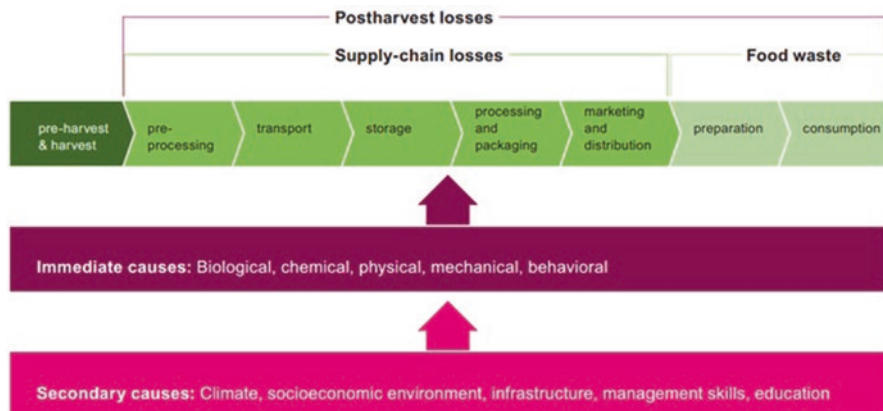 Postharvest losses
Supply-chain losses
Food waste
pre-harvest
& harvest
pre-
processing
transport
storage
processing
and
packaging
marketing
and
distribution
preparation
consumption
Immediate causes: Biological, chemical, physical, mechanical, behavioral
Secondary causes: Climate, socioeconomic environment, infrastructure, management skills, education